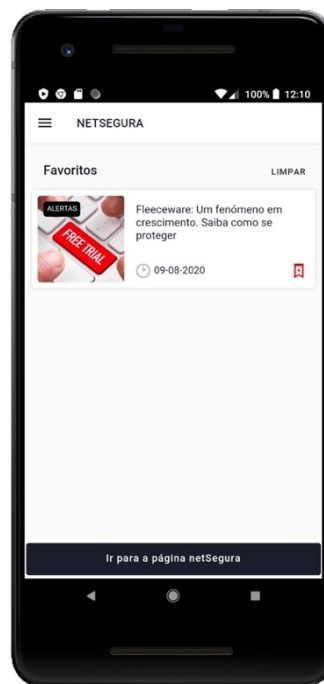 100% 12:10
NETSEGURA
Favoritos
LIMPAR
ALERTAS
FREE TRIAL
Fleeceware: Um fenómeno em
crescimento. Saiba como se
proteger
09-08-2020
Ir para a página netSegura